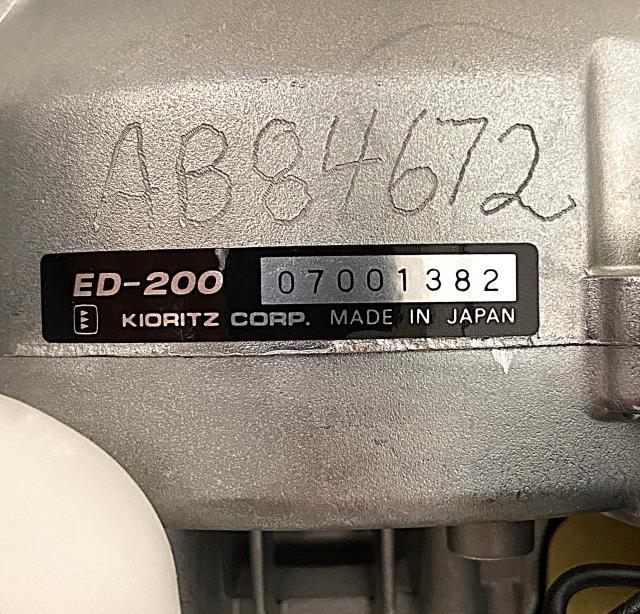 AB84672
ED-200 07001382
KIORITZ CORP. MADE IN JAPAN